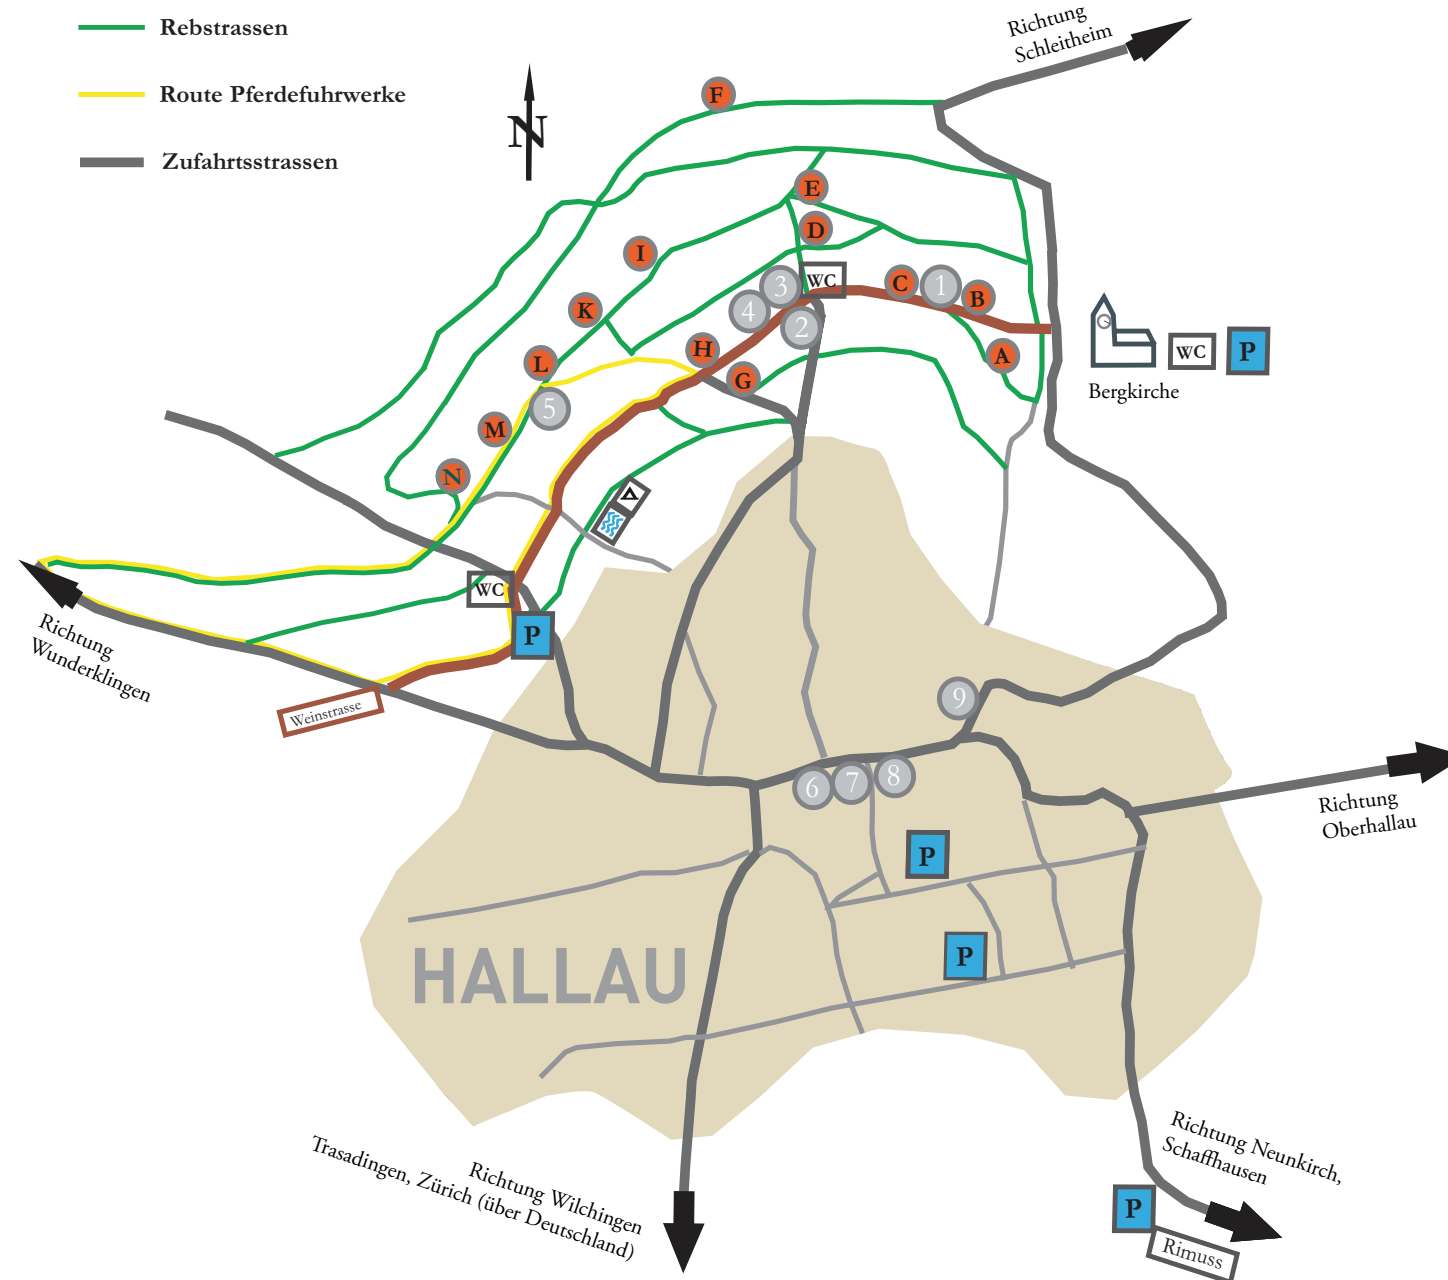 Rebstrassen
Route Pferdefuhrwerke
Zufahrtsstrassen
N
Richtung
Schleitheim
F
E
D
I
WC
C
1
B
3
4
2
K
H
G
A
L
5
M
N
WC
P
Bergkirche
WC
P
Richtung
Wunderklingen
Weinstrasse
9
6
7
8
Richtung
Oberhallau
P
P
HALLAU
Richtung Wilchingen
Trasadingen, Zürich (über Deutschland)
Richtung Neunkirch,
Schaffhausen
P
Rimuss